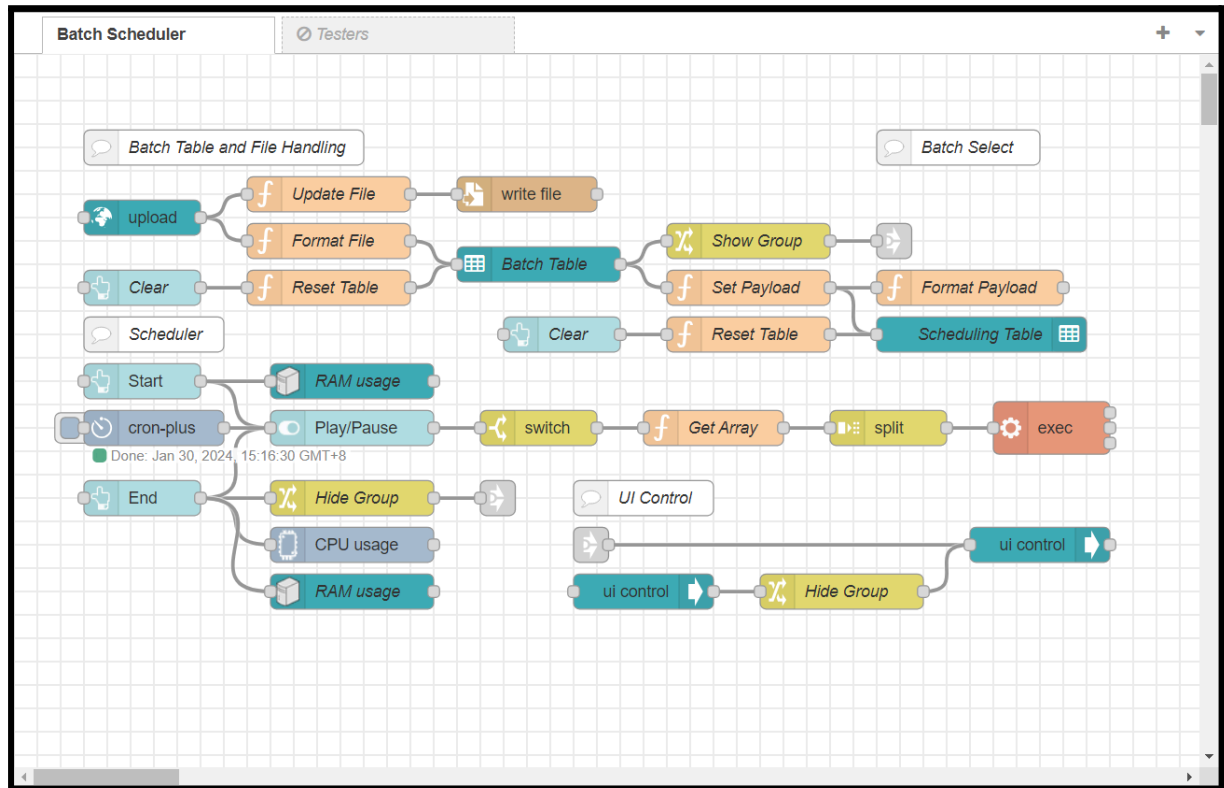 Batch Scheduler
Testers
Batch Table and File Handling
Batch Select
Update File
write file
upload
Format File
Show Group
Batch Table
Clear
Reset Table
Set Payload
Format Payload
Scheduler
Clear
Reset Table
Scheduling Table
Start
RAM usage
cron-plus
Play/Pause
switch
Get Array
split
exec
Done: Jan 30, 2024, 15:16:30 GMT+8
End
Hide Group
UI Control
CPU usage
ui control
RAM usage
ui control
Hide Group